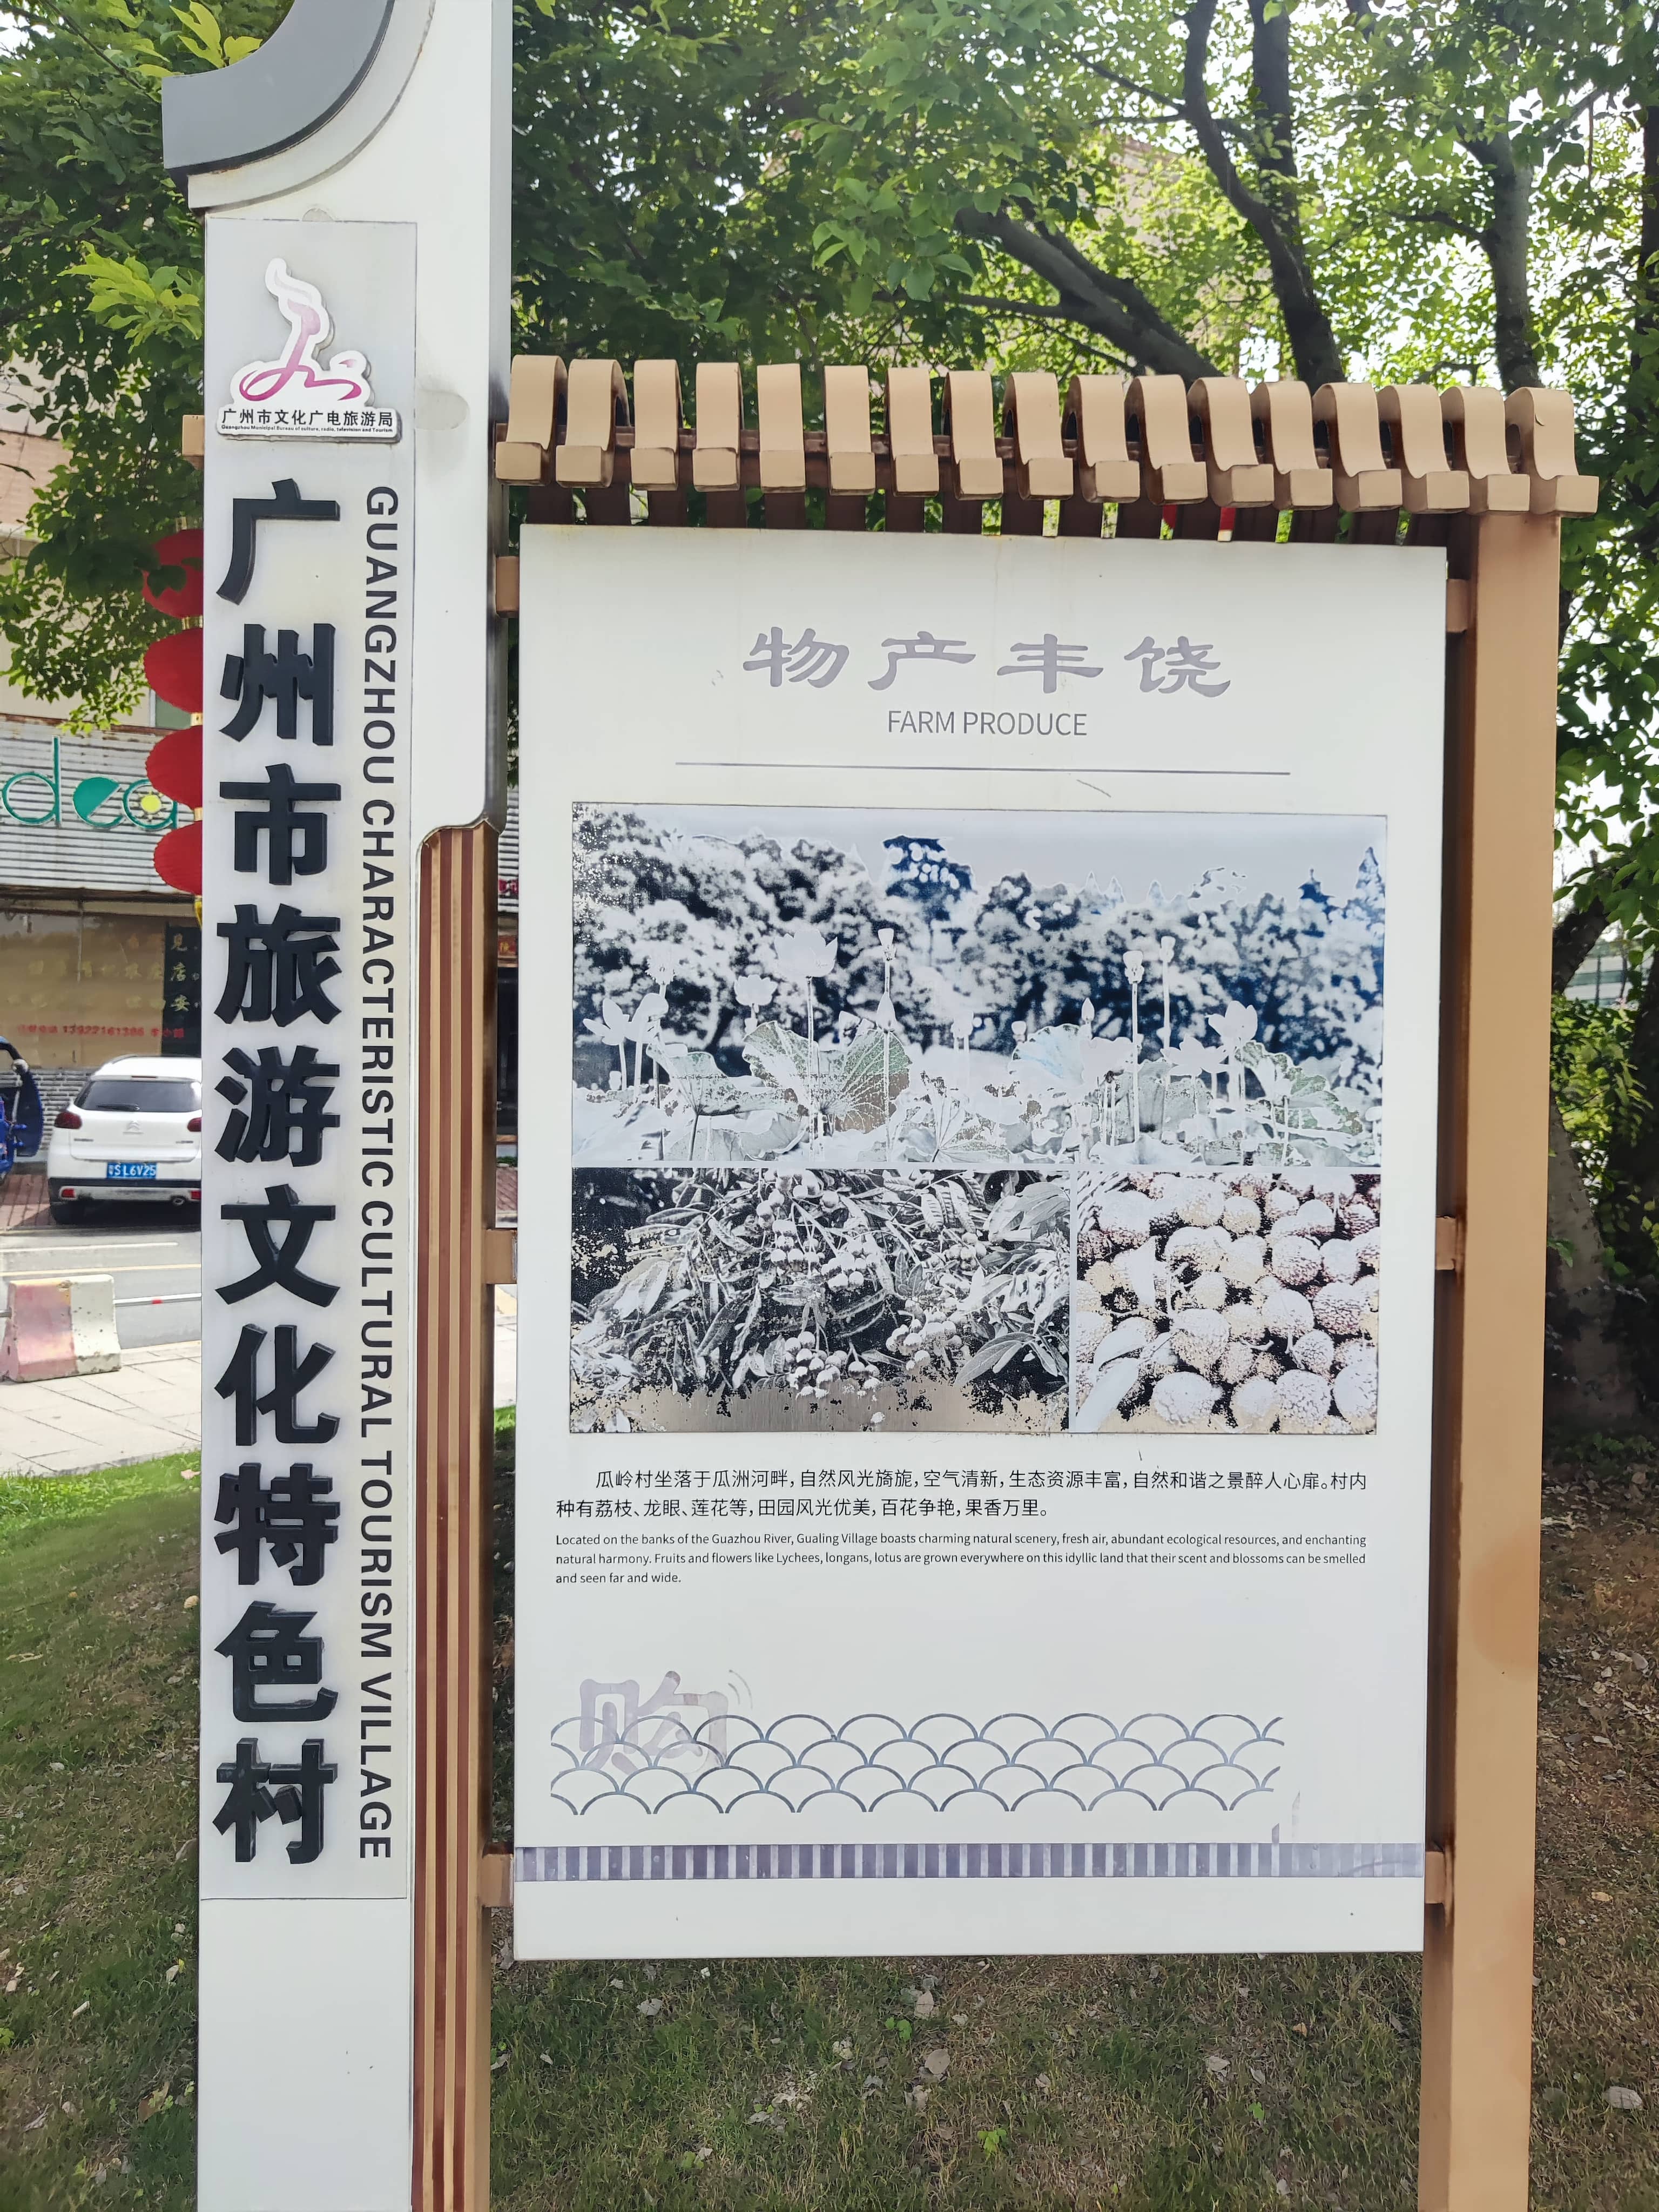 广州市文化广电旅游局
Guangzhou Municipal Bureau of culture, radio, television and Tourism
广州市旅游文化特色村
GUANGZHOU CHARACTERISTIC CULTURAL TOURISM VILLAGE
物产丰饶
FARM PRODUCE
瓜岭村坐落于瓜洲河畔，自然风光旖旎，空气清新，生态资源丰富，自然和谐之景醉人心扉。村内
种有荔枝、龙眼、莲花等，田园风光优美，百花争艳，果香万里。
Located on the banks of the Guazhou River, Gualing Village boasts charming natural scenery, fresh air, abundant ecological resources, and enchanting
natural harmony. Fruits and flowers like Lychees, longans, lotus are grown everywhere on this idyllic land that their scent and blossoms can be smelled
and seen far and wide.
购
dea
13922161386
SL6V25